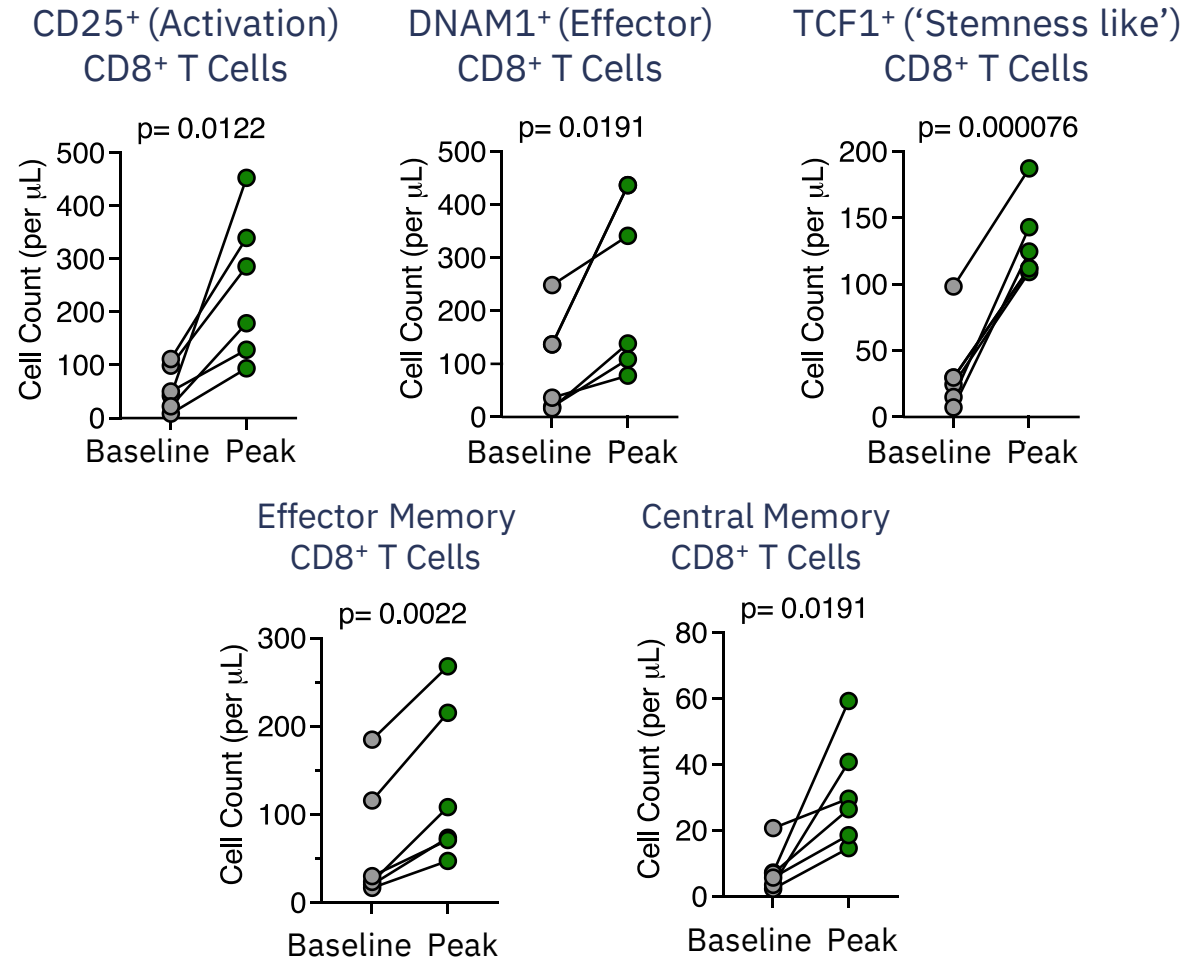 CD25⁺ (Activation)
CD8⁺ T Cells
p= 0.0122
Cell Count (per μL)
500
400
300
200
100
0
Baseline Peak
DNAM1⁺ (Effector)
CD8⁺ T Cells
p= 0.0191
Cell Count (per μL)
500
400
300
200
100
0
Baseline Peak
TCF1⁺ (‘Stemness like’)
CD8⁺ T Cells
p= 0.000076
Cell Count (per μL)
200
150
100
50
0
Baseline Peak
Effector Memory
CD8⁺ T Cells
p= 0.0022
Cell Count (per μL)
300
200
100
0
Baseline Peak
Central Memory
CD8⁺ T Cells
p= 0.0191
Cell Count (per μL)
80
60
40
20
0
Baseline Peak